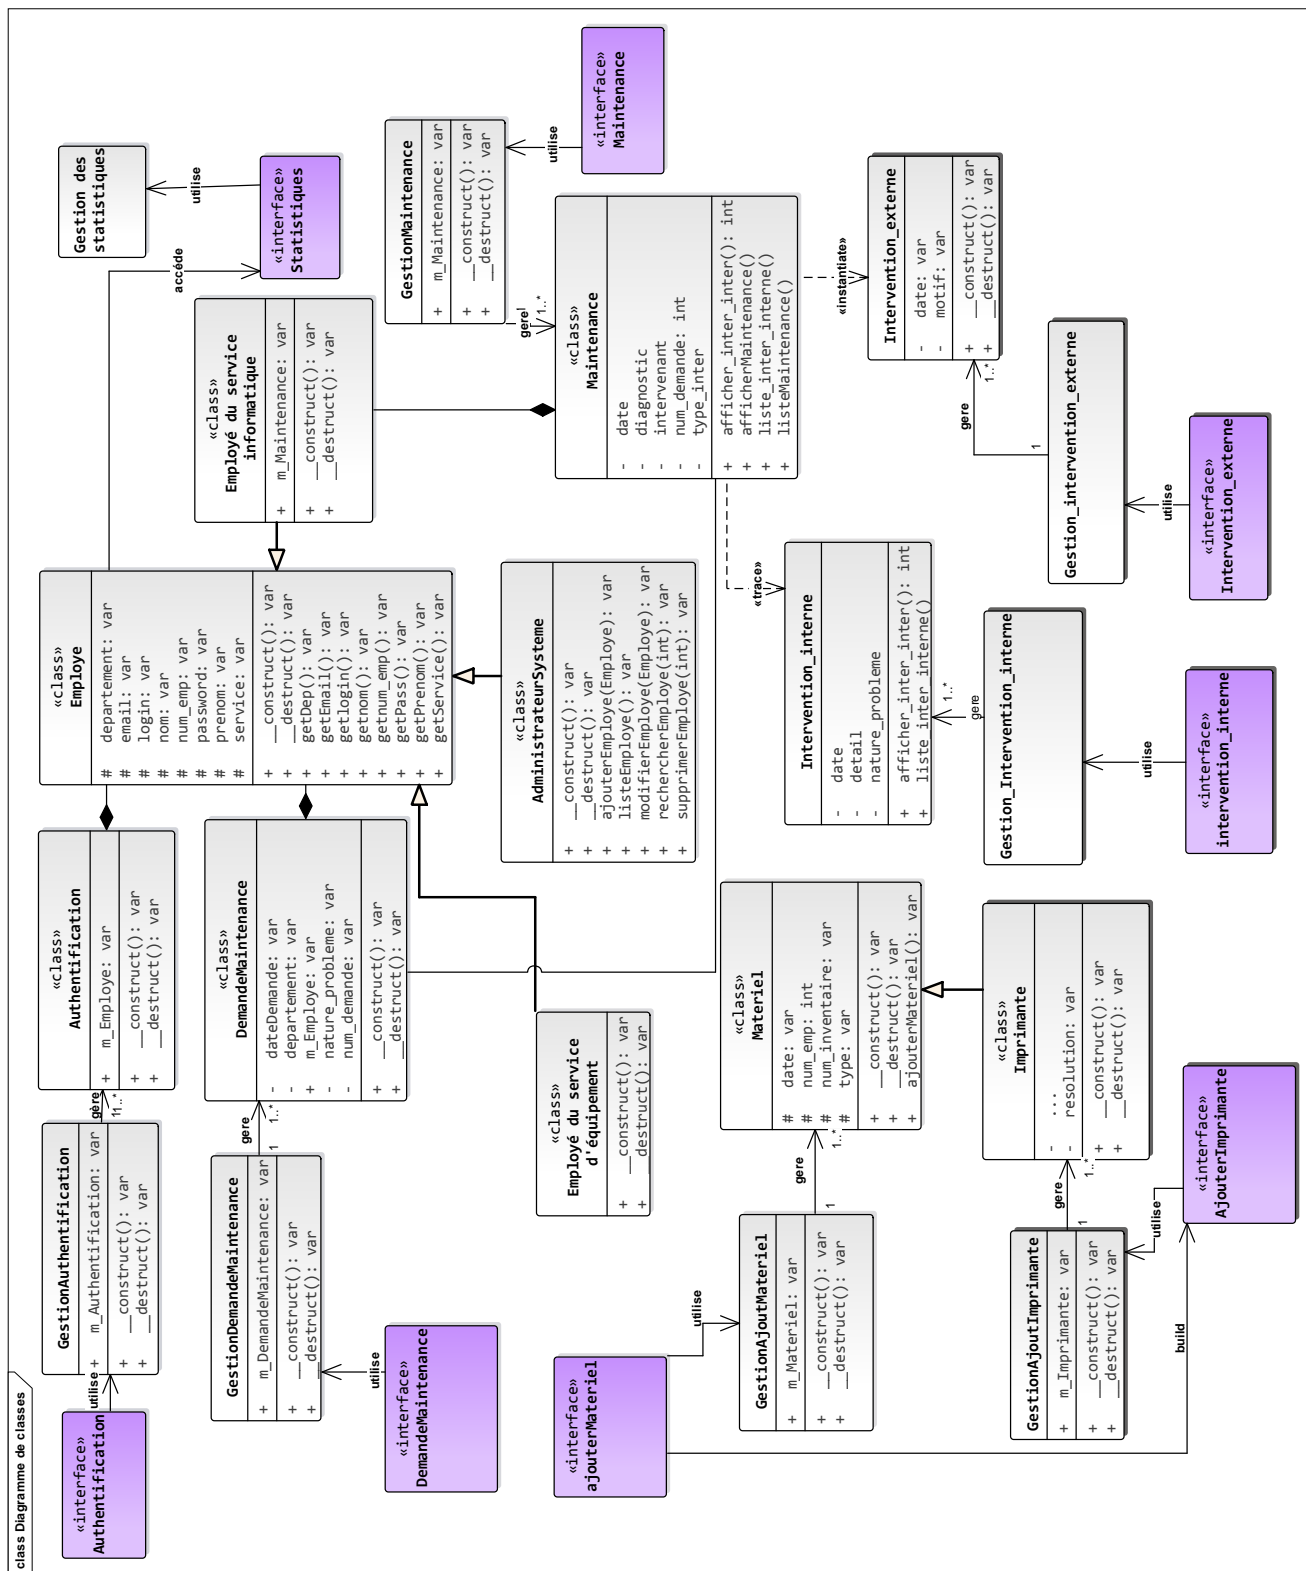 class Diagramme de classes
«interface»
Authentification
utilise
GestionAuthentification
+ m_Authentification: var
+ __construct(): var
+ __destruct(): var
gère
1
1..*
«class»
Authentification
+ m_Employe: var
+ __construct(): var
+ __destruct(): var
«class»
Employe
# departement: var
# email: var
# login: var
# nom: var
# num_emp: var
# password: var
# prenom: var
# service: var
+ __construct(): var
+ __destruct(): var
+ getDep(): var
+ getEmail(): var
+ getlogin(): var
+ getnom(): var
+ getnum_emp(): var
+ getPass(): var
+ getPrenom(): var
+ getService(): var
accéde
Gestion des
statistiques
utilise
«interface»
Statistiques
GestionDemandeMaintenance
+ m_DemandeMaintenance: var
+ __construct(): var
+ __destruct(): var
gere
1
1..*
«class»
DemandeMaintenance
- dateDemande: var
- departement: var
+ m_Employe: var
- nature_probleme: var
- num_demande: var
+ __construct(): var
+ __destruct(): var
«class»
Employé du service
informatique
+ m_Maintenance: var
+ __construct(): var
+ __destruct(): var
utilise
«interface»
DemandeMaintenance
GestionMaintenance
+ m_Maintenance: var
+ __construct(): var
+ __destruct(): var
utilise
«interface»
Maintenance
gere
1..*
«class»
Employé du service
d'équipement
+ __construct(): var
+ __destruct(): var
«class»
AdministrateurSysteme
+ __construct(): var
+ __destruct(): var
+ ajouterEmploye(Employe): var
+ listeEmploye(): var
+ modifierEmploye(Employe): var
+ rechercherEmploye(int): var
+ supprimerEmploye(int): var
«class»
Maintenance
- date
- diagnostic
- intervenant
- num_demande: int
- type_inter
+ afficher_inter_inter(): int
+ afficherMaintenance()
+ liste_inter_interne()
+ listeMaintenance()
«interface»
ajouterMateriel
utilise
GestionAjoutMateriel
+ m_Materiel: var
+ __construct(): var
+ __destruct(): var
gere
1
1..*
«class»
Materiel
# date: var
# num_emp: int
# num_inventaire: var
# type: var
+ __construct(): var
+ __destruct(): var
+ ajouterMateriel(): var
«trace»
Intervention_interne
- date
- detail
- nature_probleme
+ afficher_inter_inter(): int
+ liste_inter_interne()
«instantiate»
Intervention_externe
- date: var
- motif: var
+ __construct(): var
+ __destruct(): var
gere
1..*
gere
1
1..*
Gestion_Intervention_interne
Gestion_intervention_externe
«class»
Imprimante
- ...
- resolution: var
+ __construct(): var
+ __destruct(): var
GestionAjoutImprimante
+ m_Imprimante: var
+ __construct(): var
+ __destruct(): var
gere
1
1..*
utilise
build
«interface»
AjouterImprimante
utilise
«interface»
intervention_interne
utilise
«interface»
Intervention_externe